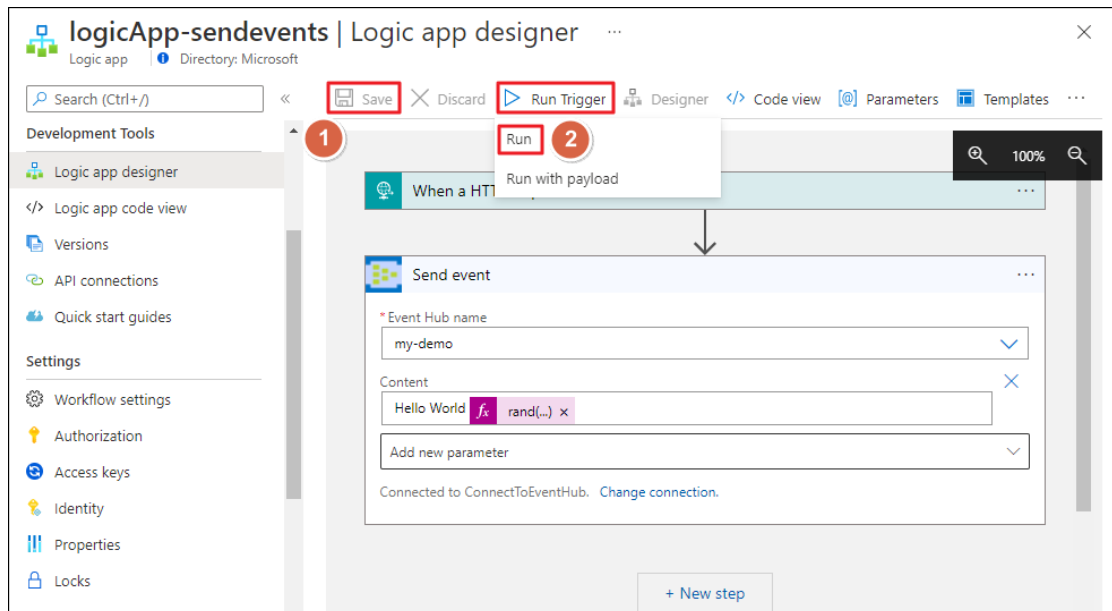 logicApp-sendevents | Logic app designer ...
Logic app Directory: Microsoft
Search (Ctrl+/) «
Save Discard Run Trigger Designer </> Code view [@] Parameters Templates ...
Development Tools
Logic app designer
</> Logic app code view
Versions
API connections
Quick start guides
Settings
Workflow settings
Authorization
Access keys
Identity
Properties
Locks
1
Run 2
Run with payload
100%
When a HT ...
Send event ...
* Event Hub name
my-demo
Content
Hello World fx rand(...) ×
Add new parameter
Connected to ConnectToEventHub. Change connection.
+ New step